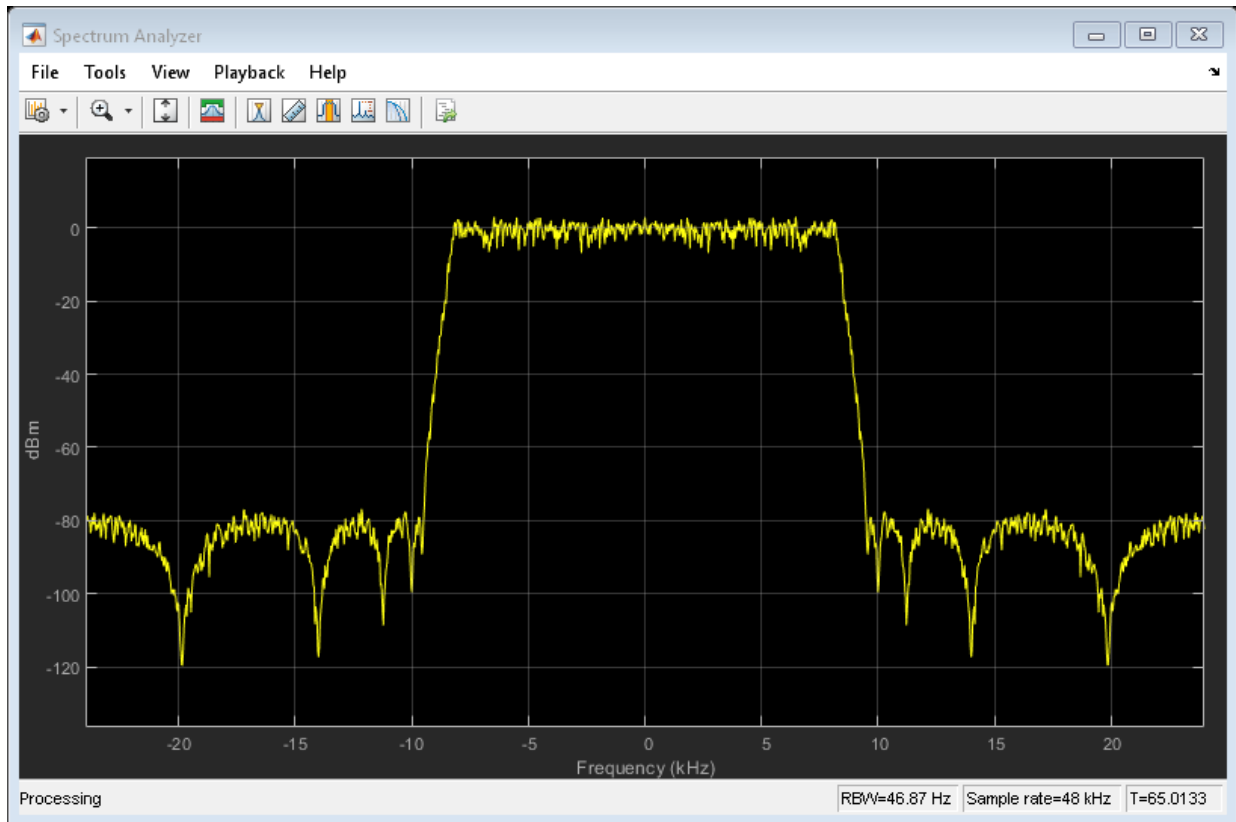 Spectrum Analyzer
File Tools View Playback Help
0
-20
-40
-60
-80
-100
-120
dBm
-20 -15 -10 -5 0 5 10 15 20
Frequency (kHz)
Processing RBW=46.87 Hz Sample rate=48 kHz T=65.0133